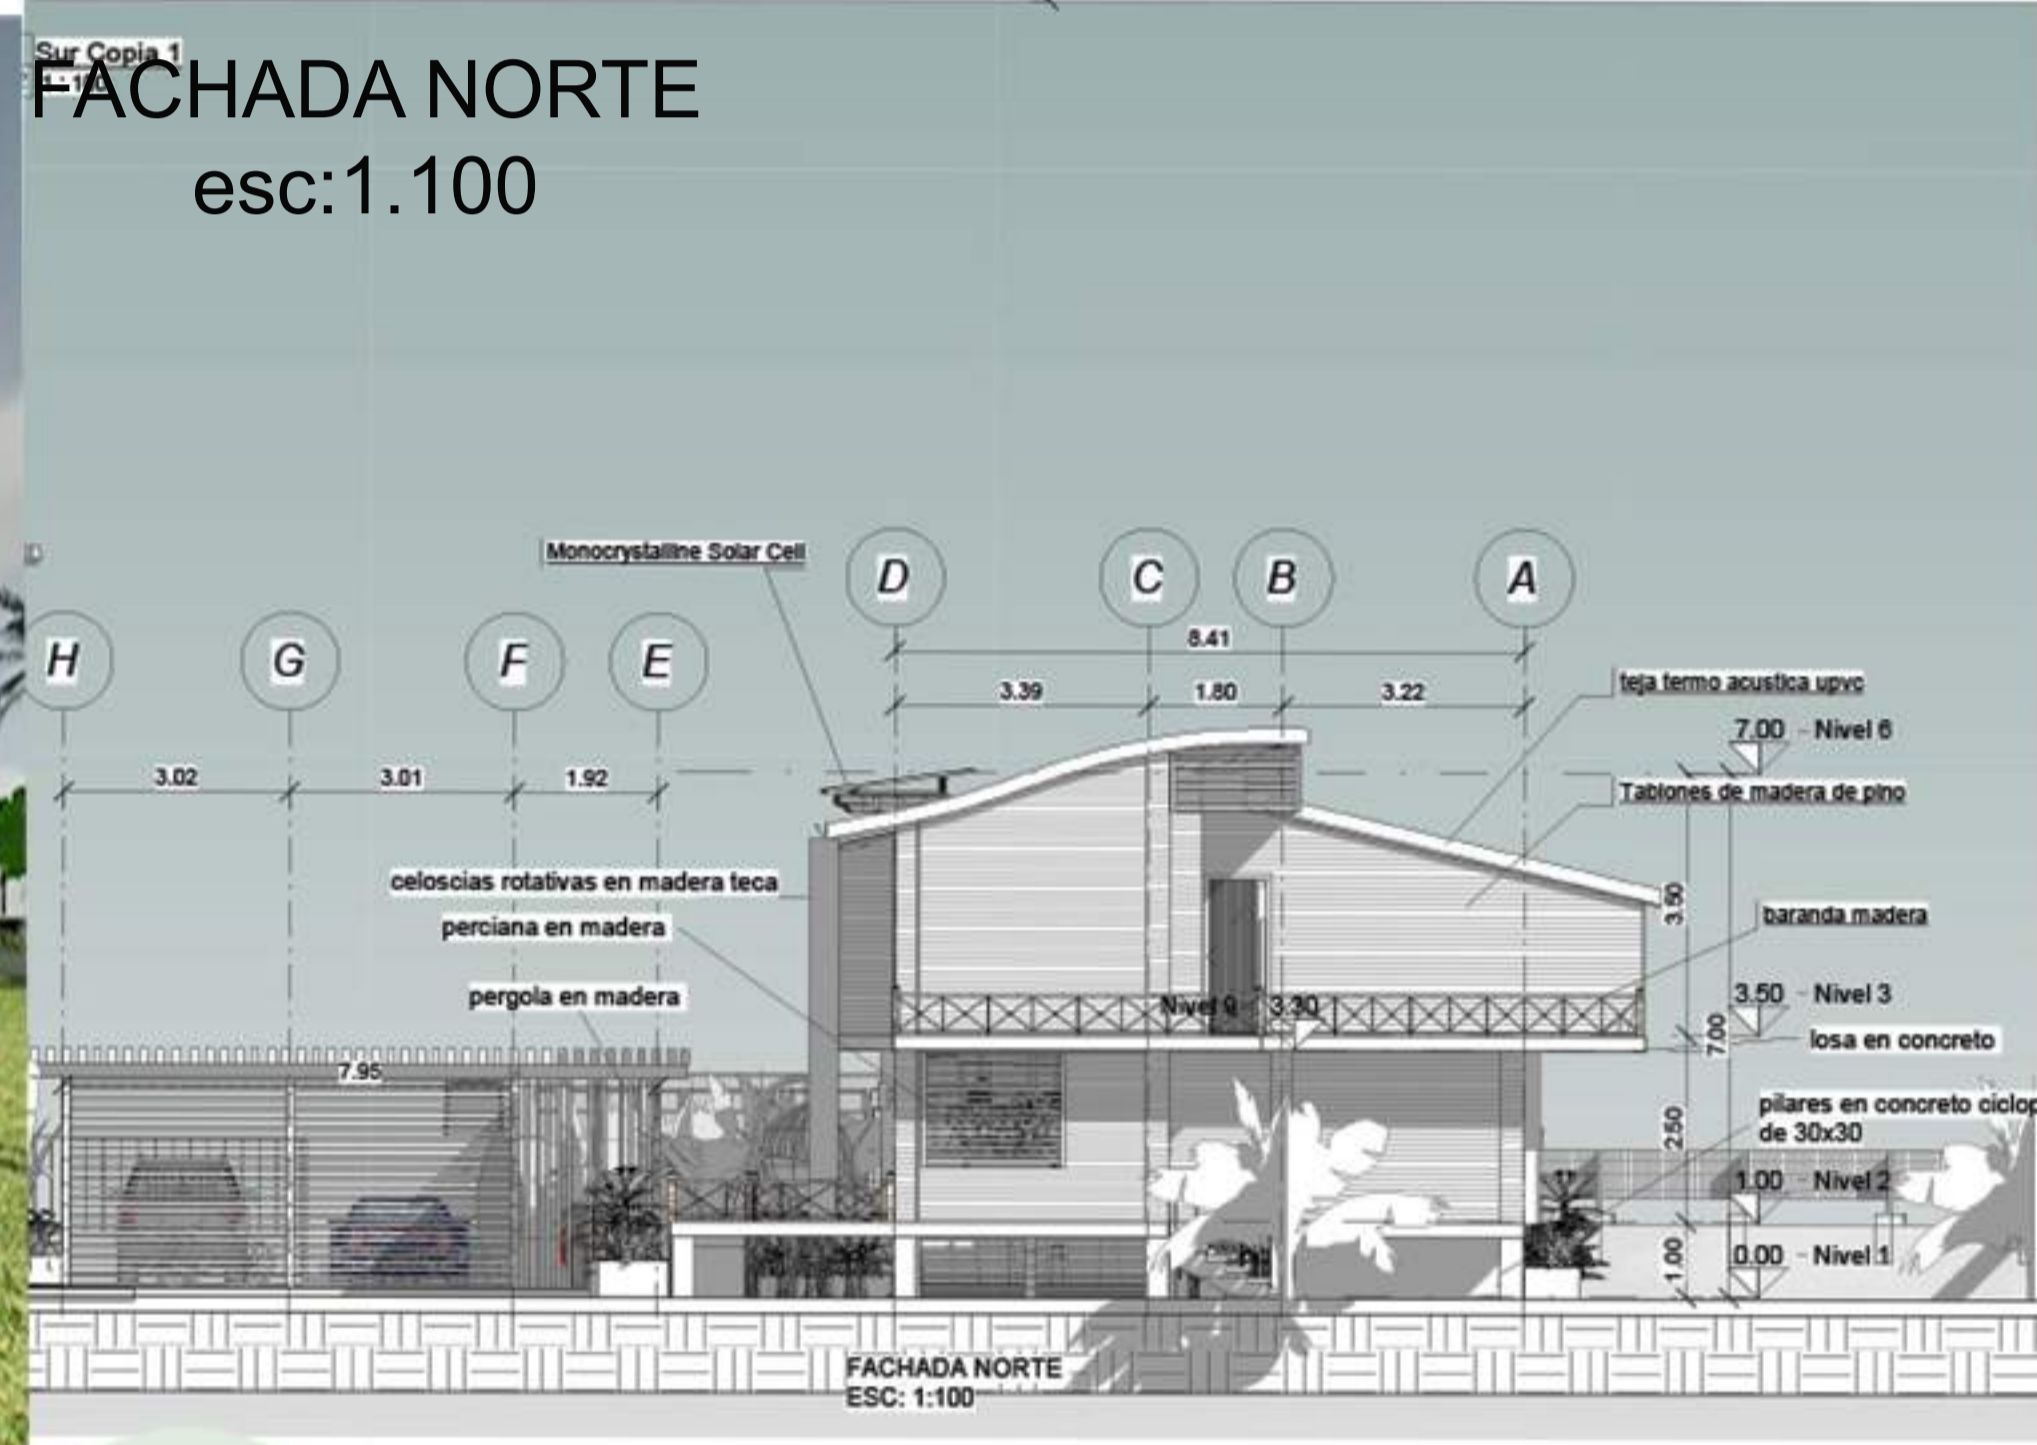 Sur Copia 1
1 : 100
FACHADA NORTE
esc:1.100
Monocrystalline Solar Cell
D
C
B
A
H
G
F
E
8.41
3.39
1.80
3.22
teja termo acustica upvc
7.00 - Nivel 6
3.02
3.01
1.92
Tablones de madera de pino
celoscias rotativas en madera teca
perciana en madera
3.50
baranda madera
pergola en madera
Nivel 9 - 3.30
3.50 - Nivel 3
7.00
losa en concreto
7.95
2.50
pilares en concreto ciclop
de 30x30
1.00 - Nivel 2
1.00
0.00 - Nivel 1
FACHADA NORTE
ESC: 1:100